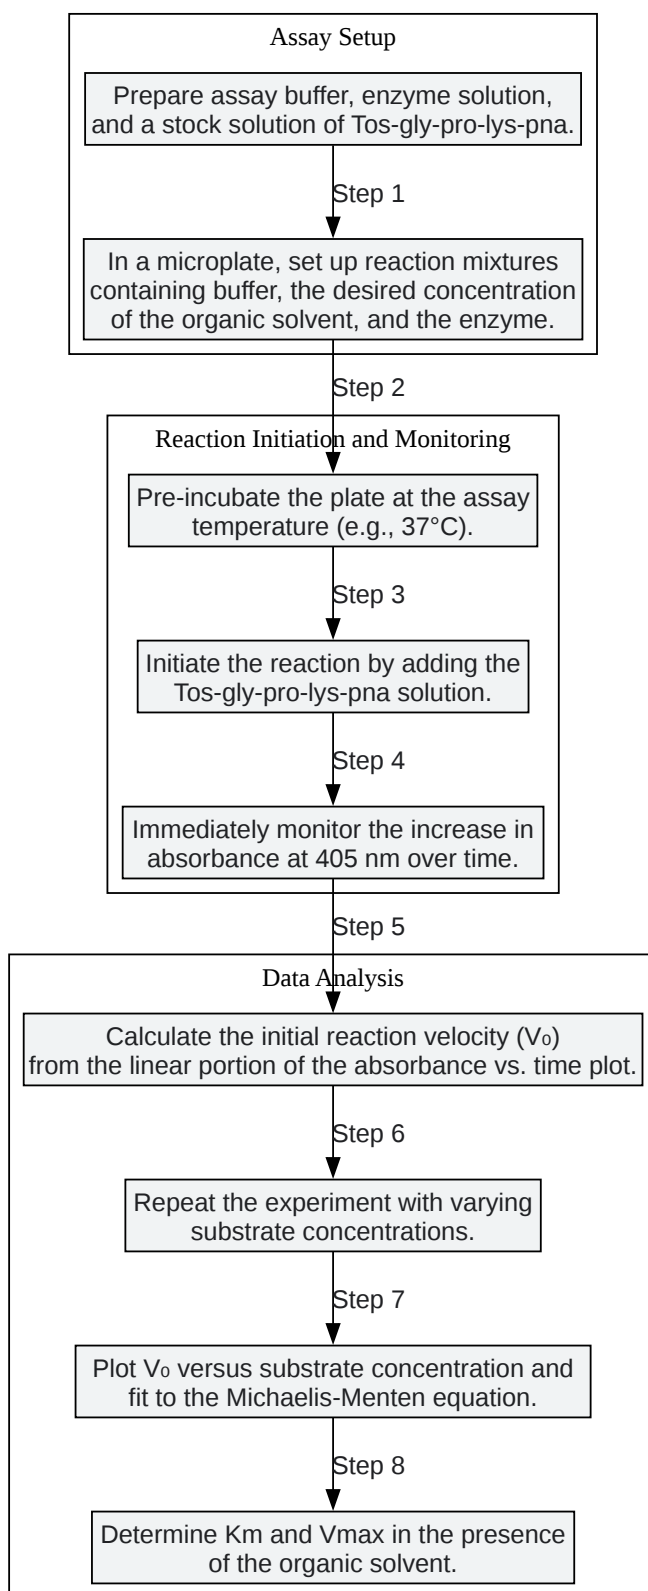 Assay Setup
Prepare assay buffer, enzyme solution,
and a stock solution of Tos-gly-pro-lys-pna.
Step 1
In a microplate, set up reaction mixtures
containing buffer, the desired concentration
of the organic solvent, and the enzyme.
Step 2
Reaction Initiation and Monitoring
Pre-incubate the plate at the assay
temperature (e.g., 37°C).
Step 3
Initiate the reaction by adding the
Tos-gly-pro-lys-pna solution.
Step 4
Immediately monitor the increase in
absorbance at 405 nm over time.
Step 5
Data Analysis
Calculate the initial reaction velocity (V₀)
from the linear portion of the absorbance vs. time plot.
Step 6
Repeat the experiment with varying
substrate concentrations.
Step 7
Plot V₀ versus substrate concentration and
fit to the Michaelis-Menten equation.
Step 8
Determine Km and Vmax in the presence
of the organic solvent.